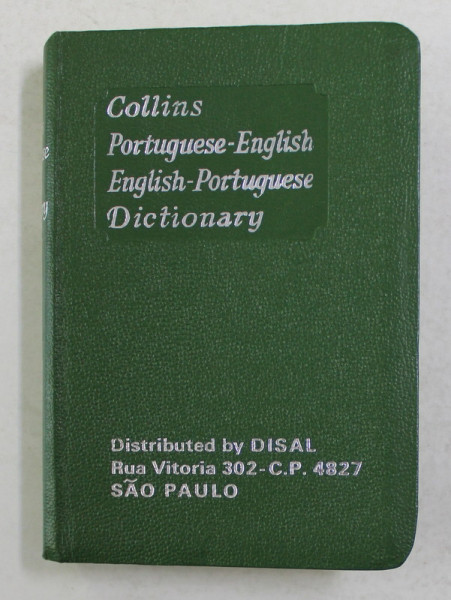 Collins
Portuguese-English
English-Portuguese
Dictionary
Distributed by DISAL
Rua Vitoria 302-C.P. 4827
SÃO PAULO